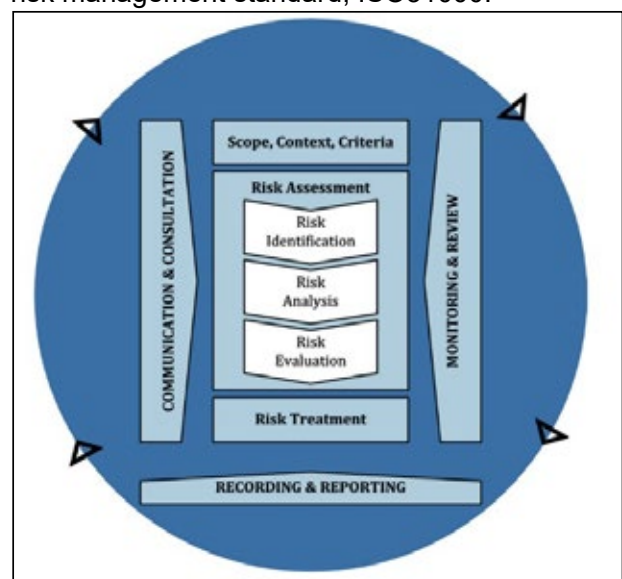 risk management standard, ISO31000.
Scope, Context, Criteria
Risk Assessment
Risk
Identification
Risk
Analysis
Risk
Evaluation
Risk Treatment
COMMUNICATION & CONSULTATION
MONITORING & REVIEW
RECORDING & REPORTING